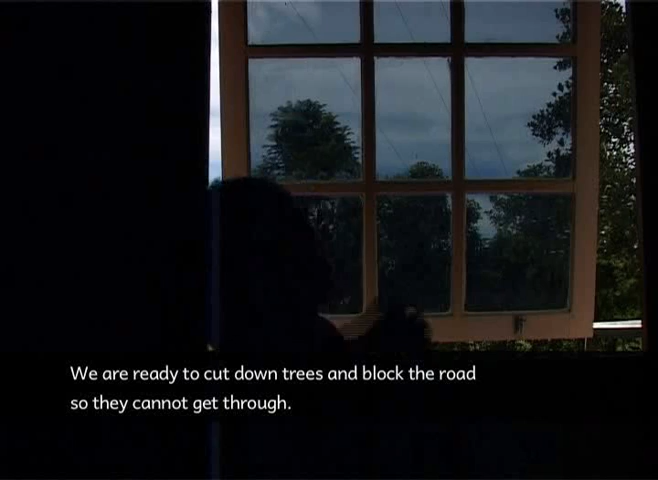 We are ready to cut down trees and block the road
so they cannot get through.